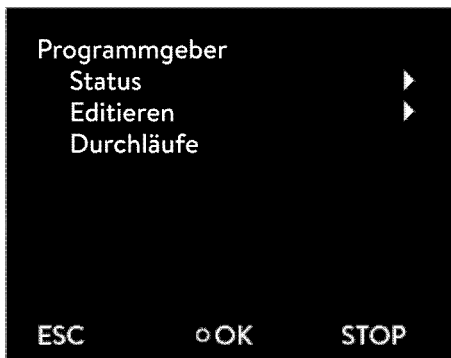 Programmgeber
Status
Editieren
Durchläufe
ESC OK STOP